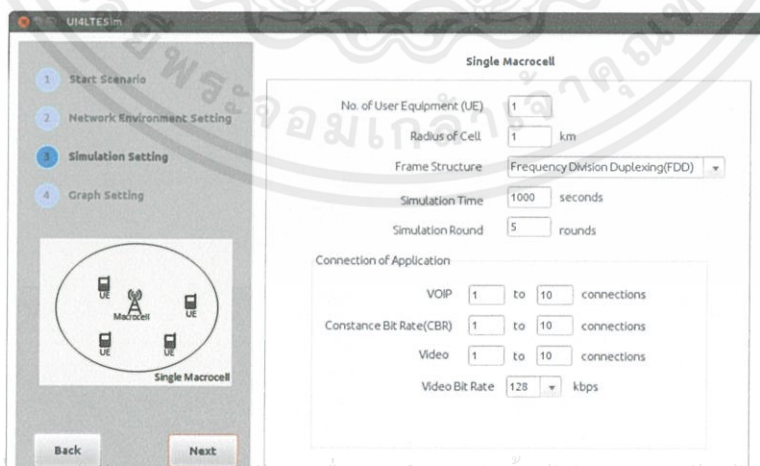 UI4LTESim
1 Start Scenario
2 Network Environment Setting
3 Simulation Setting
4 Graph Setting
UE
Macrocell
UE
UE
UE
Single Macrocell
Back
Next
Single Macrocell
No. of User Equipment (UE) 1
Radius of Cell 1 km
Frame Structure Frequency Division Duplexing(FDD)
Simulation Time 1000 seconds
Simulation Round 5 rounds
Connection of Application
VOIP 1 to 10 connections
Constance Bit Rate(CBR) 1 to 10 connections
Video 1 to 10 connections
Video Bit Rate 128 kbps